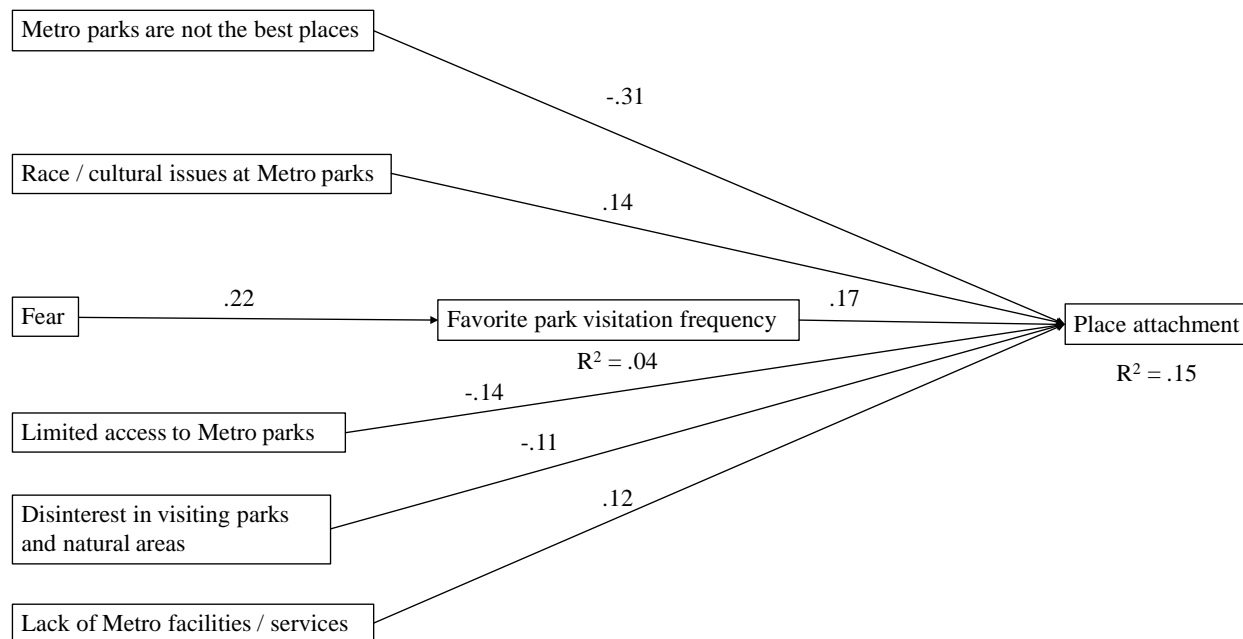 Metro parks are not the best places
-.31
Race / cultural issues at Metro parks
.14
Fear
.22
Favorite park visitation frequency
.17
Place attachment
R² = .04
R² = .15
-.14
Limited access to Metro parks
-.11
Disinterest in visiting parks
and natural areas
.12
Lack of Metro facilities / services